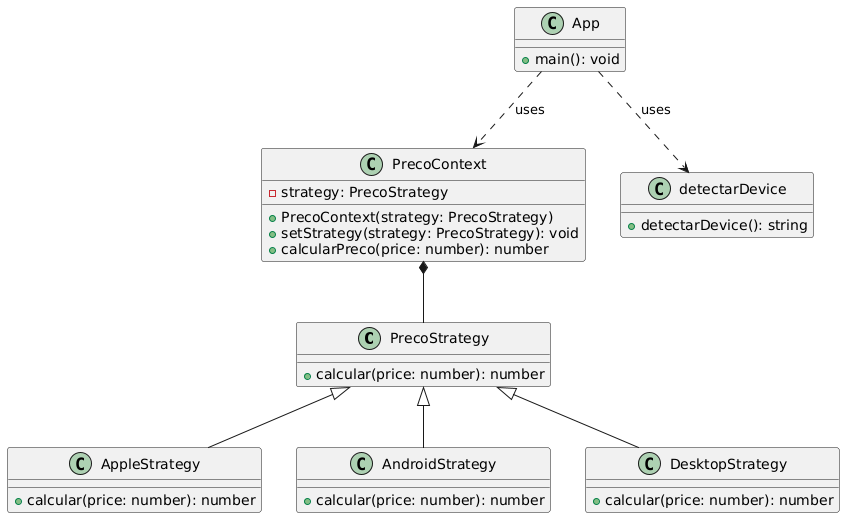 C App
main(): void
uses
uses
C PrecoContext
strategy: PrecoStrategy
PrecoContext(strategy: PrecoStrategy)
setStrategy(strategy: PrecoStrategy): void
calcularPreco(price: number): number
C detectarDevice
detectarDevice(): string
C PrecoStrategy
calcular(price: number): number
C AppleStrategy
calcular(price: number): number
C AndroidStrategy
calcular(price: number): number
C DesktopStrategy
calcular(price: number): number